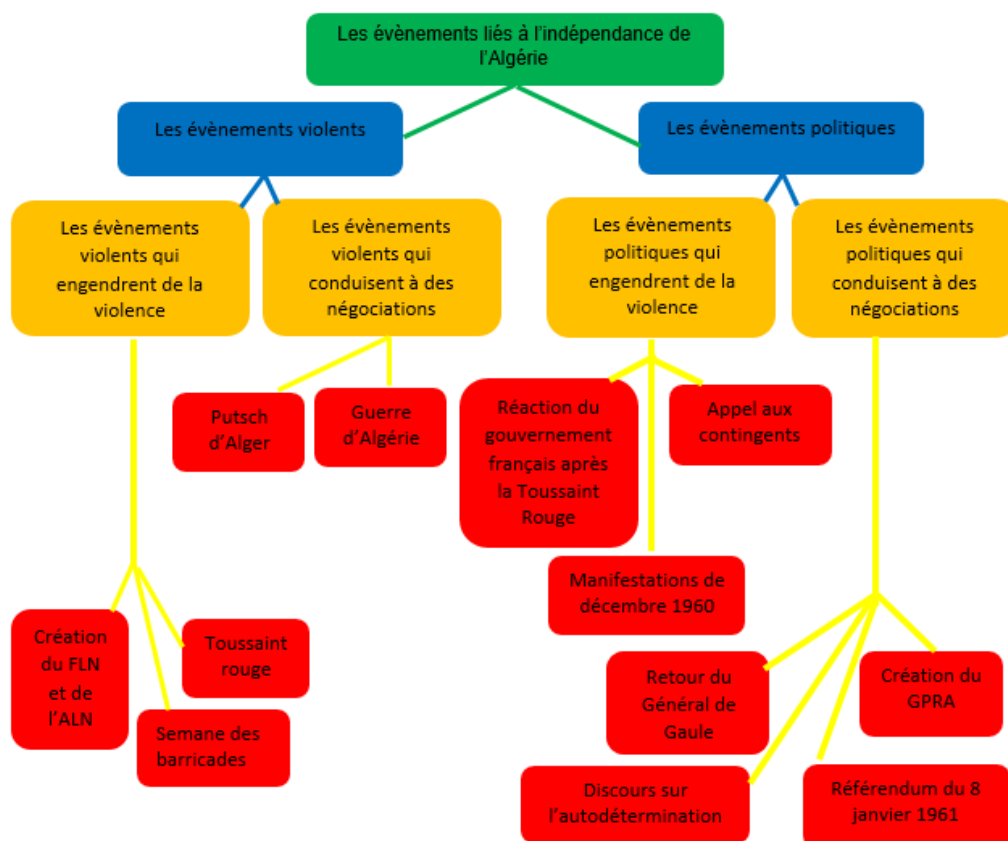 Les évènements liés à l'indépendance de
l'Algérie
Les évènements violents
Les évènements politiques
Les évènements
violents qui
engendrent de la
violence
Les évènements
violents qui
conduisent à des
négociations
Les évènements
politiques qui
engendrent de la
violence
Les évènements
politiques qui
conduisent à des
négociations
Putsch
d'Alger
Guerre
d'Algérie
Réaction du
gouvernement
français après
la Toussaint
Rouge
Appel aux
contingents
Manifestations de
décembre 1960
Création
du FLN
et de
l'ALN
Toussaint
rouge
Semane des
barricades
Retour du
Général de
Gaule
Création du
GPRA
Discours sur
l'autodétermination
Référendum du 8
janvier 1961